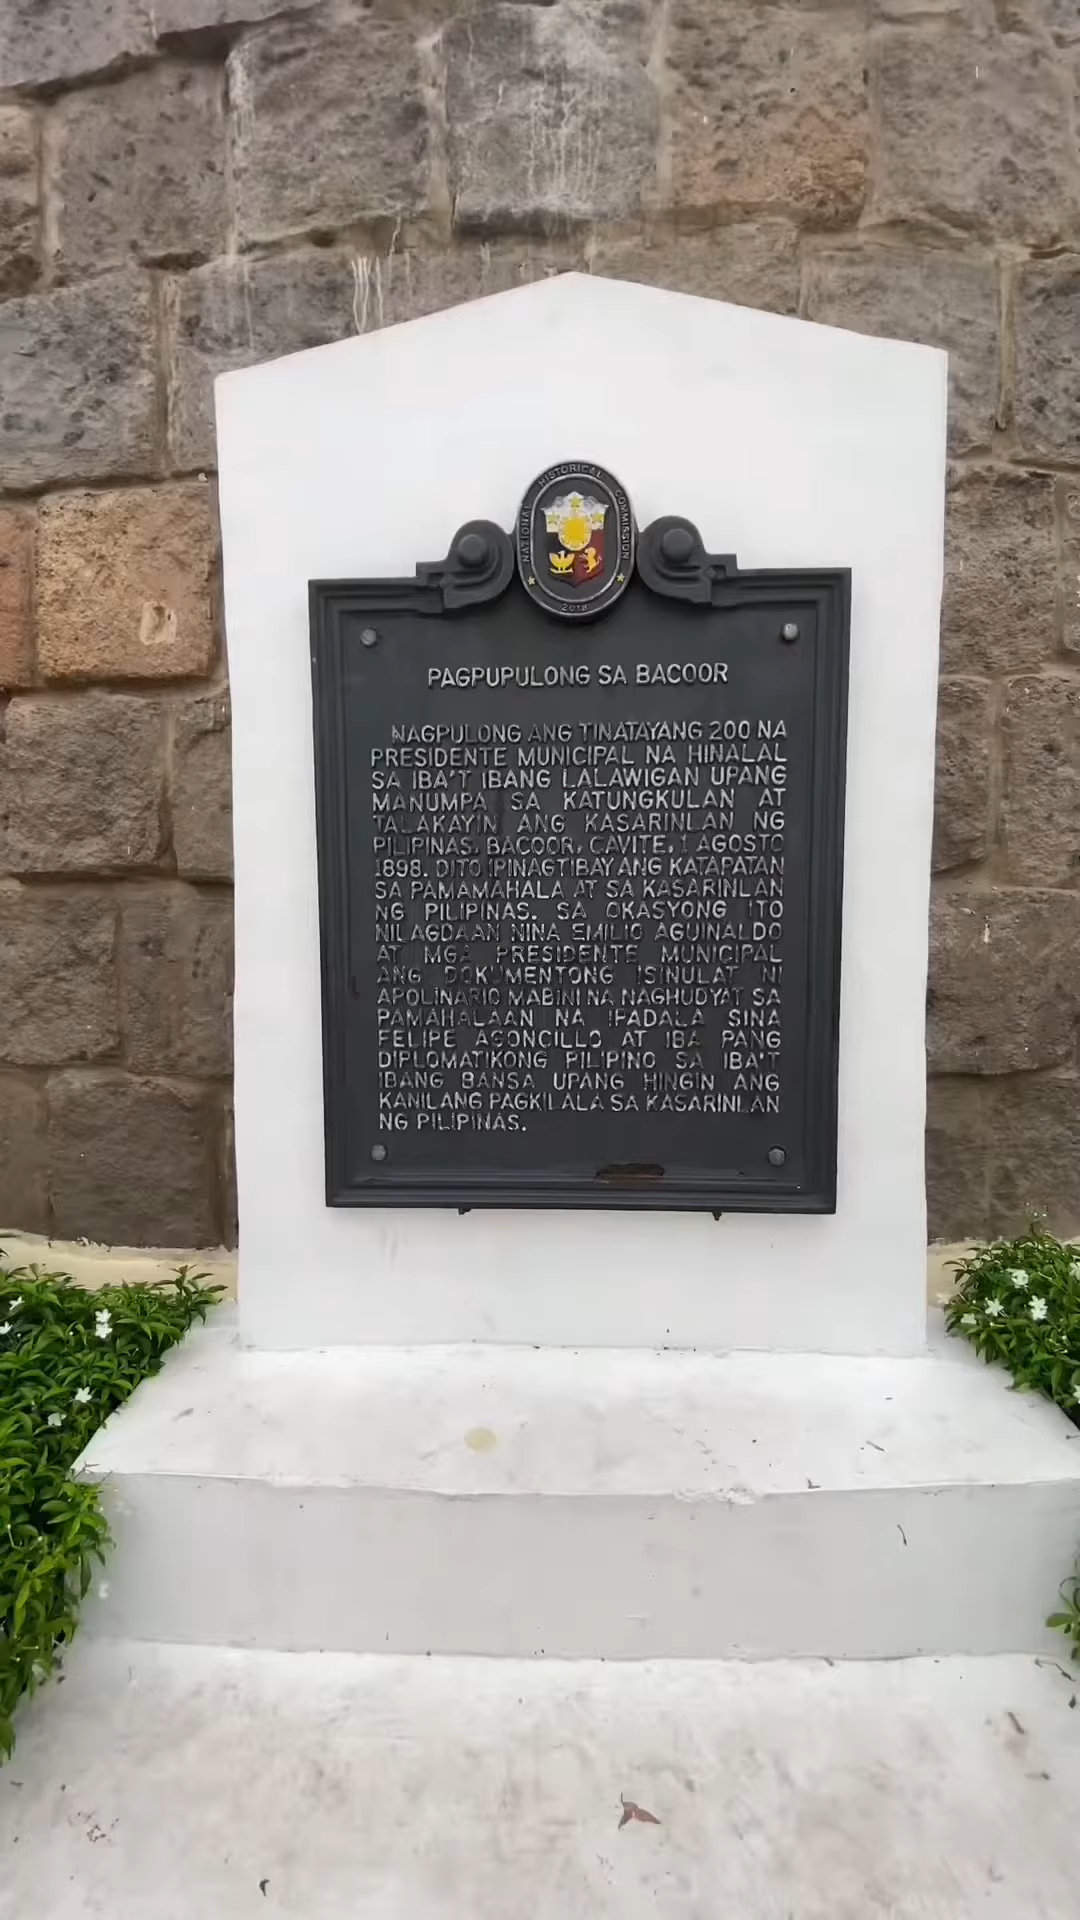 NATIONAL HISTORICAL COMMISSION
2018
PAGPUPULONG SA BACOOR
NAGPULONG ANG TINATAYANG 200 NA
PRESIDENTE MUNICIPAL NA HINALAL
SA IBA'T IBANG LALAWIGAN UPANG
MANUMPA SA KATUNGKULAN AT
TALAKAYIN ANG KASARINLAN NG
PILIPINAS. BACOOR, CAVITE, 1 AGOSTO
1898. DITO IPINAGTIBAY ANG KATAPATAN
SA PAMAMAHALA AT SA KASARINLAN
NG PILIPINAS. SA OKASYONG ITO
NILAGDAAN NINA EMILIO AGUINALDO
AT MGA PRESIDENTE MUNICIPAL
ANG DOKUMENTONG ISINULAT NI
APOLINARIO MABINI NA NAGHUDYAT SA
PAMAHALAAN NA IPADALA SINA
FELIPE AGONCILLO AT IBA PANG
DIPLOMATIKONG PILIPINO SA IBA'T
IBANG BANSA UPANG HINGIN ANG
KANILANG PAGKILALA SA KASARINLAN
NG PILIPINAS.